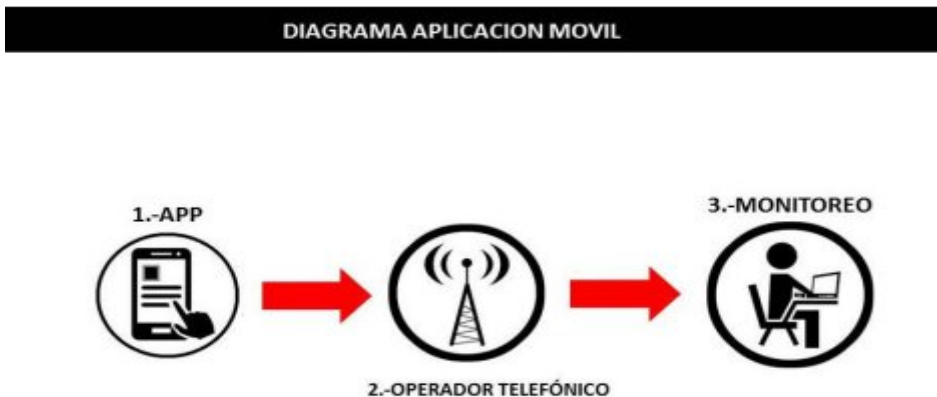 DIAGRAMA APLICACION MOVIL
1.-APP
2.-OPERADOR TELEFÓNICO
3.-MONITOREO